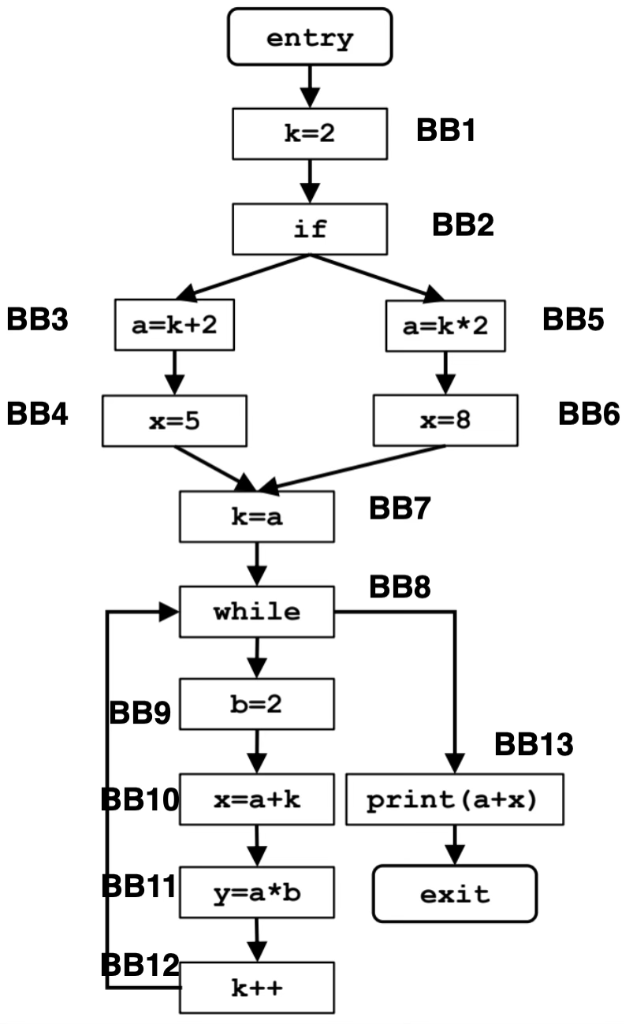 entry
k=2 BB1
if BB2
BB3 a=k+2 a=k*2 BB5
BB4 x=5 x=8 BB6
k=a BB7
BB8
while
BB9 b=2
BB13
BB10 x=a+k print(a+x)
BB11 y=a*b exit
BB12
k++